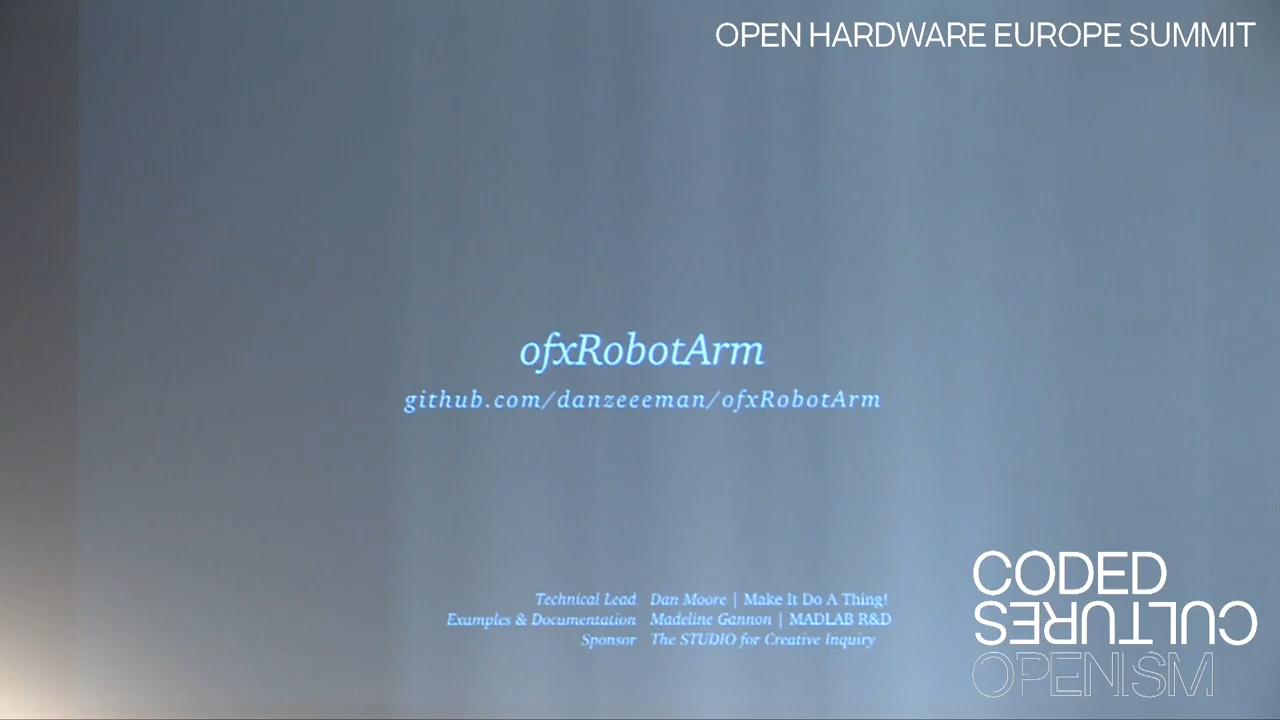 OPEN HARDWARE EUROPE SUMMIT
ofxRobotArm
github.com/danzeeeman/ofxRobotArm
Technical Lead Dan Moore | Make It Do A Thing!
Examples & Documentation Madeline Gannon | MADLAB R&D
Sponsor The STUDIO for Creative Inquiry
CODED
CULTURES
OPENISM